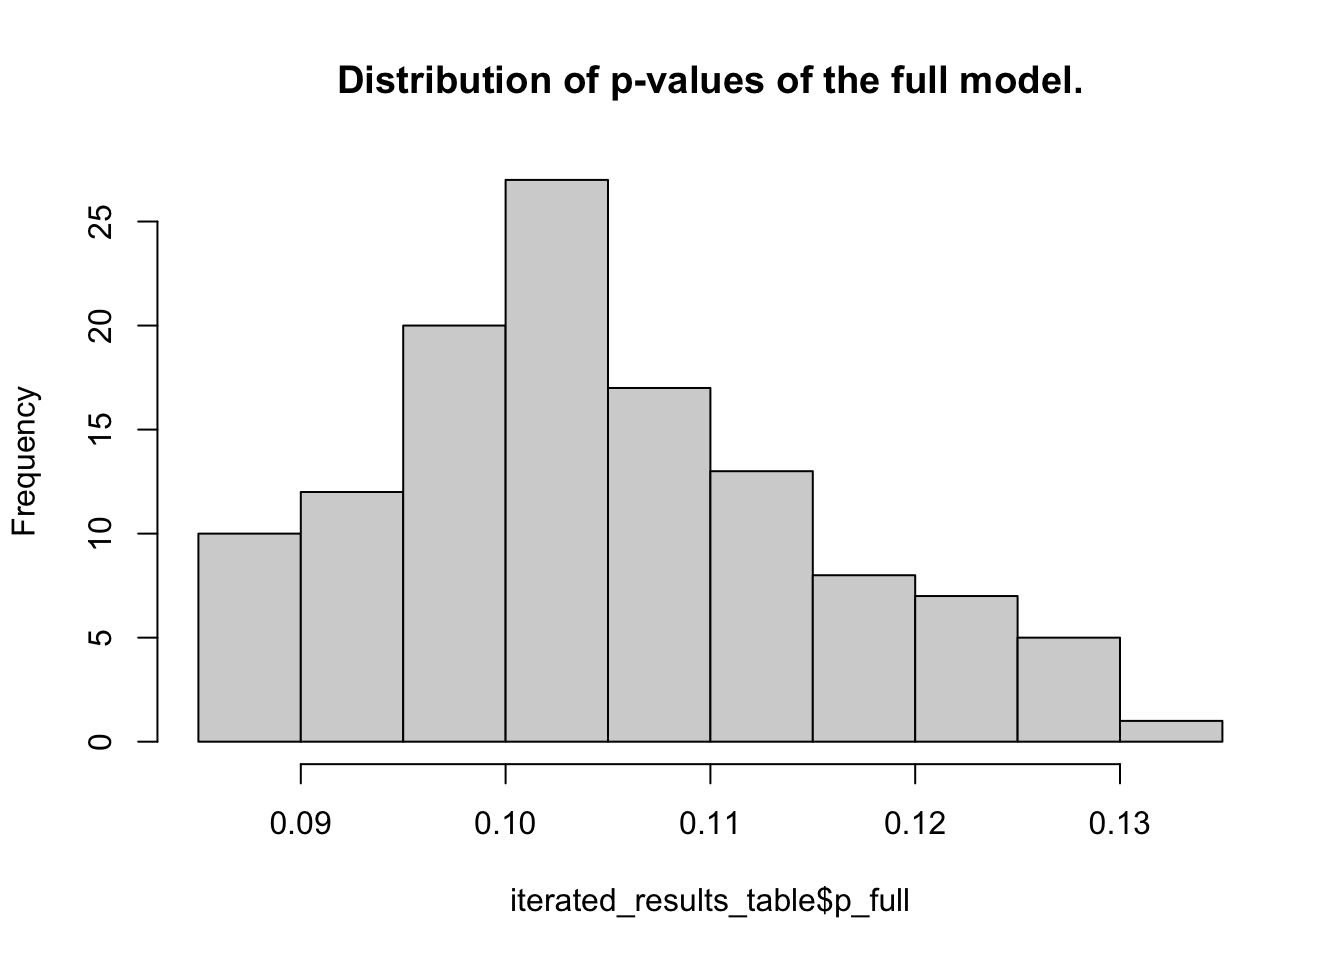 Distribution of p-values of the full model.
Frequency
25
20
15
10
5
0
0.09 0.10 0.11 0.12 0.13
iterated_results_table$p_full